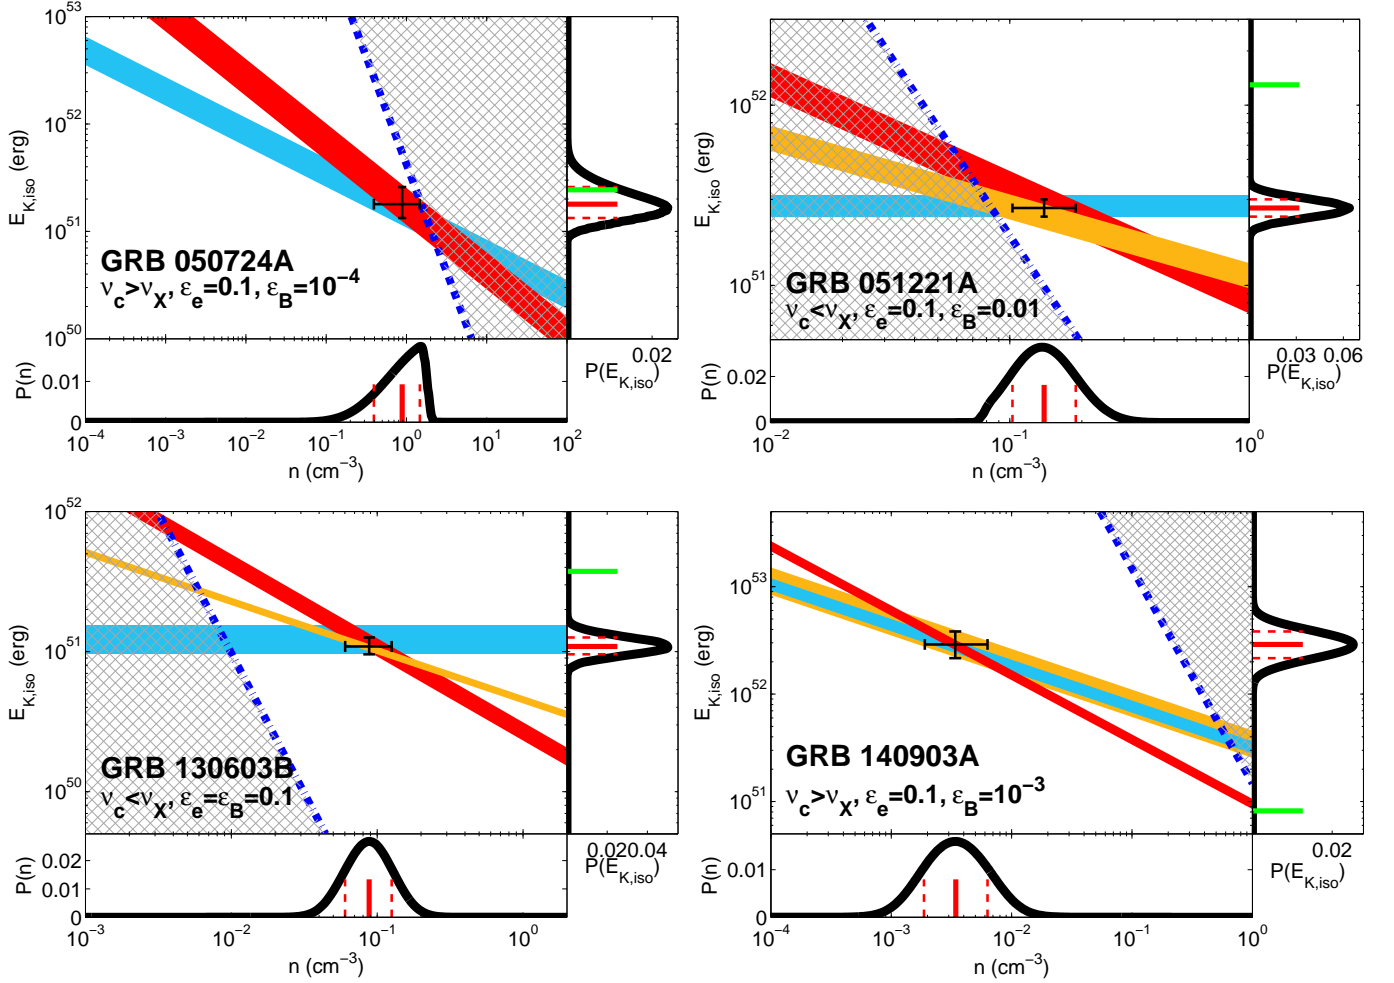 10^53
10^52
10^51
10^50
E_K,iso (erg)
GRB 050724A
ν_c>ν_X, ε_e=0.1, ε_B=10^−4
0.02
P(E_K,iso)
P(n)
0.01
0
10^−4 10^−3 10^−2 10^−1 10^0 10^1 10^2
n (cm^−3)
10^52
10^51
E_K,iso (erg)
GRB 051221A
ν_c<ν_X, ε_e=0.1, ε_B=0.01
0.03 0.06
P(E_K,iso)
P(n)
0.02
0
10^−2 10^−1 10^0
n (cm^−3)
10^52
10^51
10^50
E_K,iso (erg)
GRB 130603B
ν_c<ν_X, ε_e=ε_B=0.1
0.02 0.04
P(E_K,iso)
P(n)
0.02
0.01
0
10^−3 10^−2 10^−1 10^0
n (cm^−3)
10^53
10^52
10^51
E_K,iso (erg)
GRB 140903A
ν_c>ν_X, ε_e=0.1, ε_B=10^−3
0.02
P(E_K,iso)
P(n)
0.01
0
10^−4 10^−3 10^−2 10^−1 10^0
n (cm^−3)